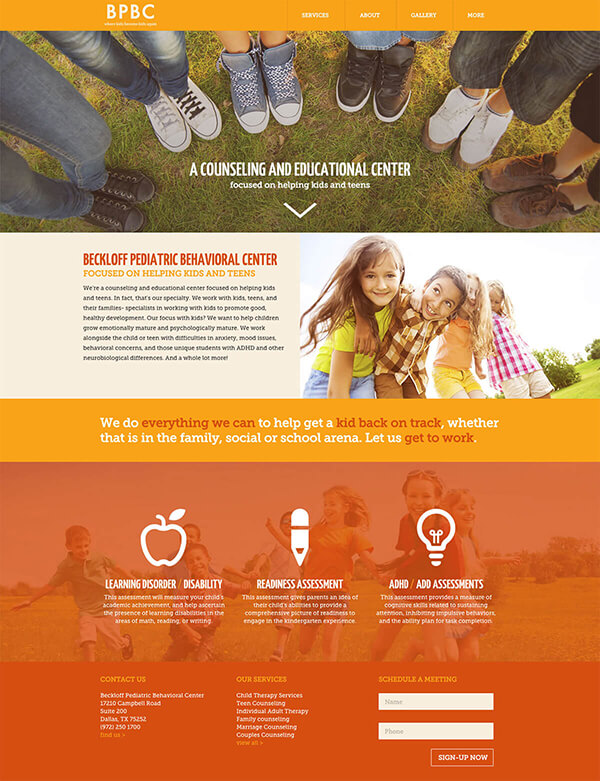 BPBC
where kids become kids again
SERVICES
ABOUT
GALLERY
MORE
A COUNSELING AND EDUCATIONAL CENTER
focused on helping kids and teens
BECKLOFF PEDIATRIC BEHAVIORAL CENTER
FOCUSED ON HELPING KIDS AND TEENS
We're a counseling and educational center focused on helping kids
and teens. In fact, that's our specialty. We work with kids, teens, and
their families- specialists in working with kids to promote good,
healthy development. Our focus with kids? We want to help children
grow emotionally mature and psychologically mature. We work
alongside the child or teen with difficulties in anxiety, mood issues,
behavioral concerns, and those unique students with ADHD and other
neurobiological differences. And a whole lot more!
We do everything we can to help get a kid back on track, whether
that is in the family, social or school arena. Let us get to work.
LEARNING DISORDER / DISABILITY
This assessment will measure your child's
academic achievement, and help ascertain
the presence of learning disabilities in the
areas of math, reading, or writing.
READINESS ASSESSMENT
This assessment gives parents an idea of
their child's abilities to provide a
comprehensive picture of readiness to
engage in the kindergarten experience.
ADHD / ADD ASSESSMENTS
This assessment provides a measure of
cognitive skills related to sustaining
attention, inhibiting impulsive behaviors,
and the ability plan for task completion.
CONTACT US
Beckloff Pediatric Behavioral Center
17210 Campbell Road
Suite 200
Dallas, TX 75252
(972) 250 1700
find us >
OUR SERVICES
Child Therapy Services
Teen Counseling
Individual Adult Therapy
Family counseling
Marriage Counseling
Couples Counseling
view all >
SCHEDULE A MEETING
Name
Phone
SIGN-UP NOW